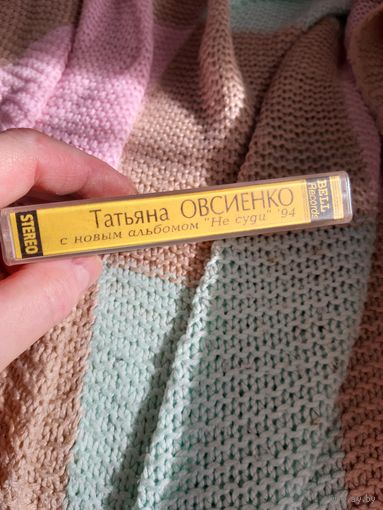 STEREO
Татьяна ОВСИЕНКО
с новым альбомом "Не суди" '94
BELL
Records